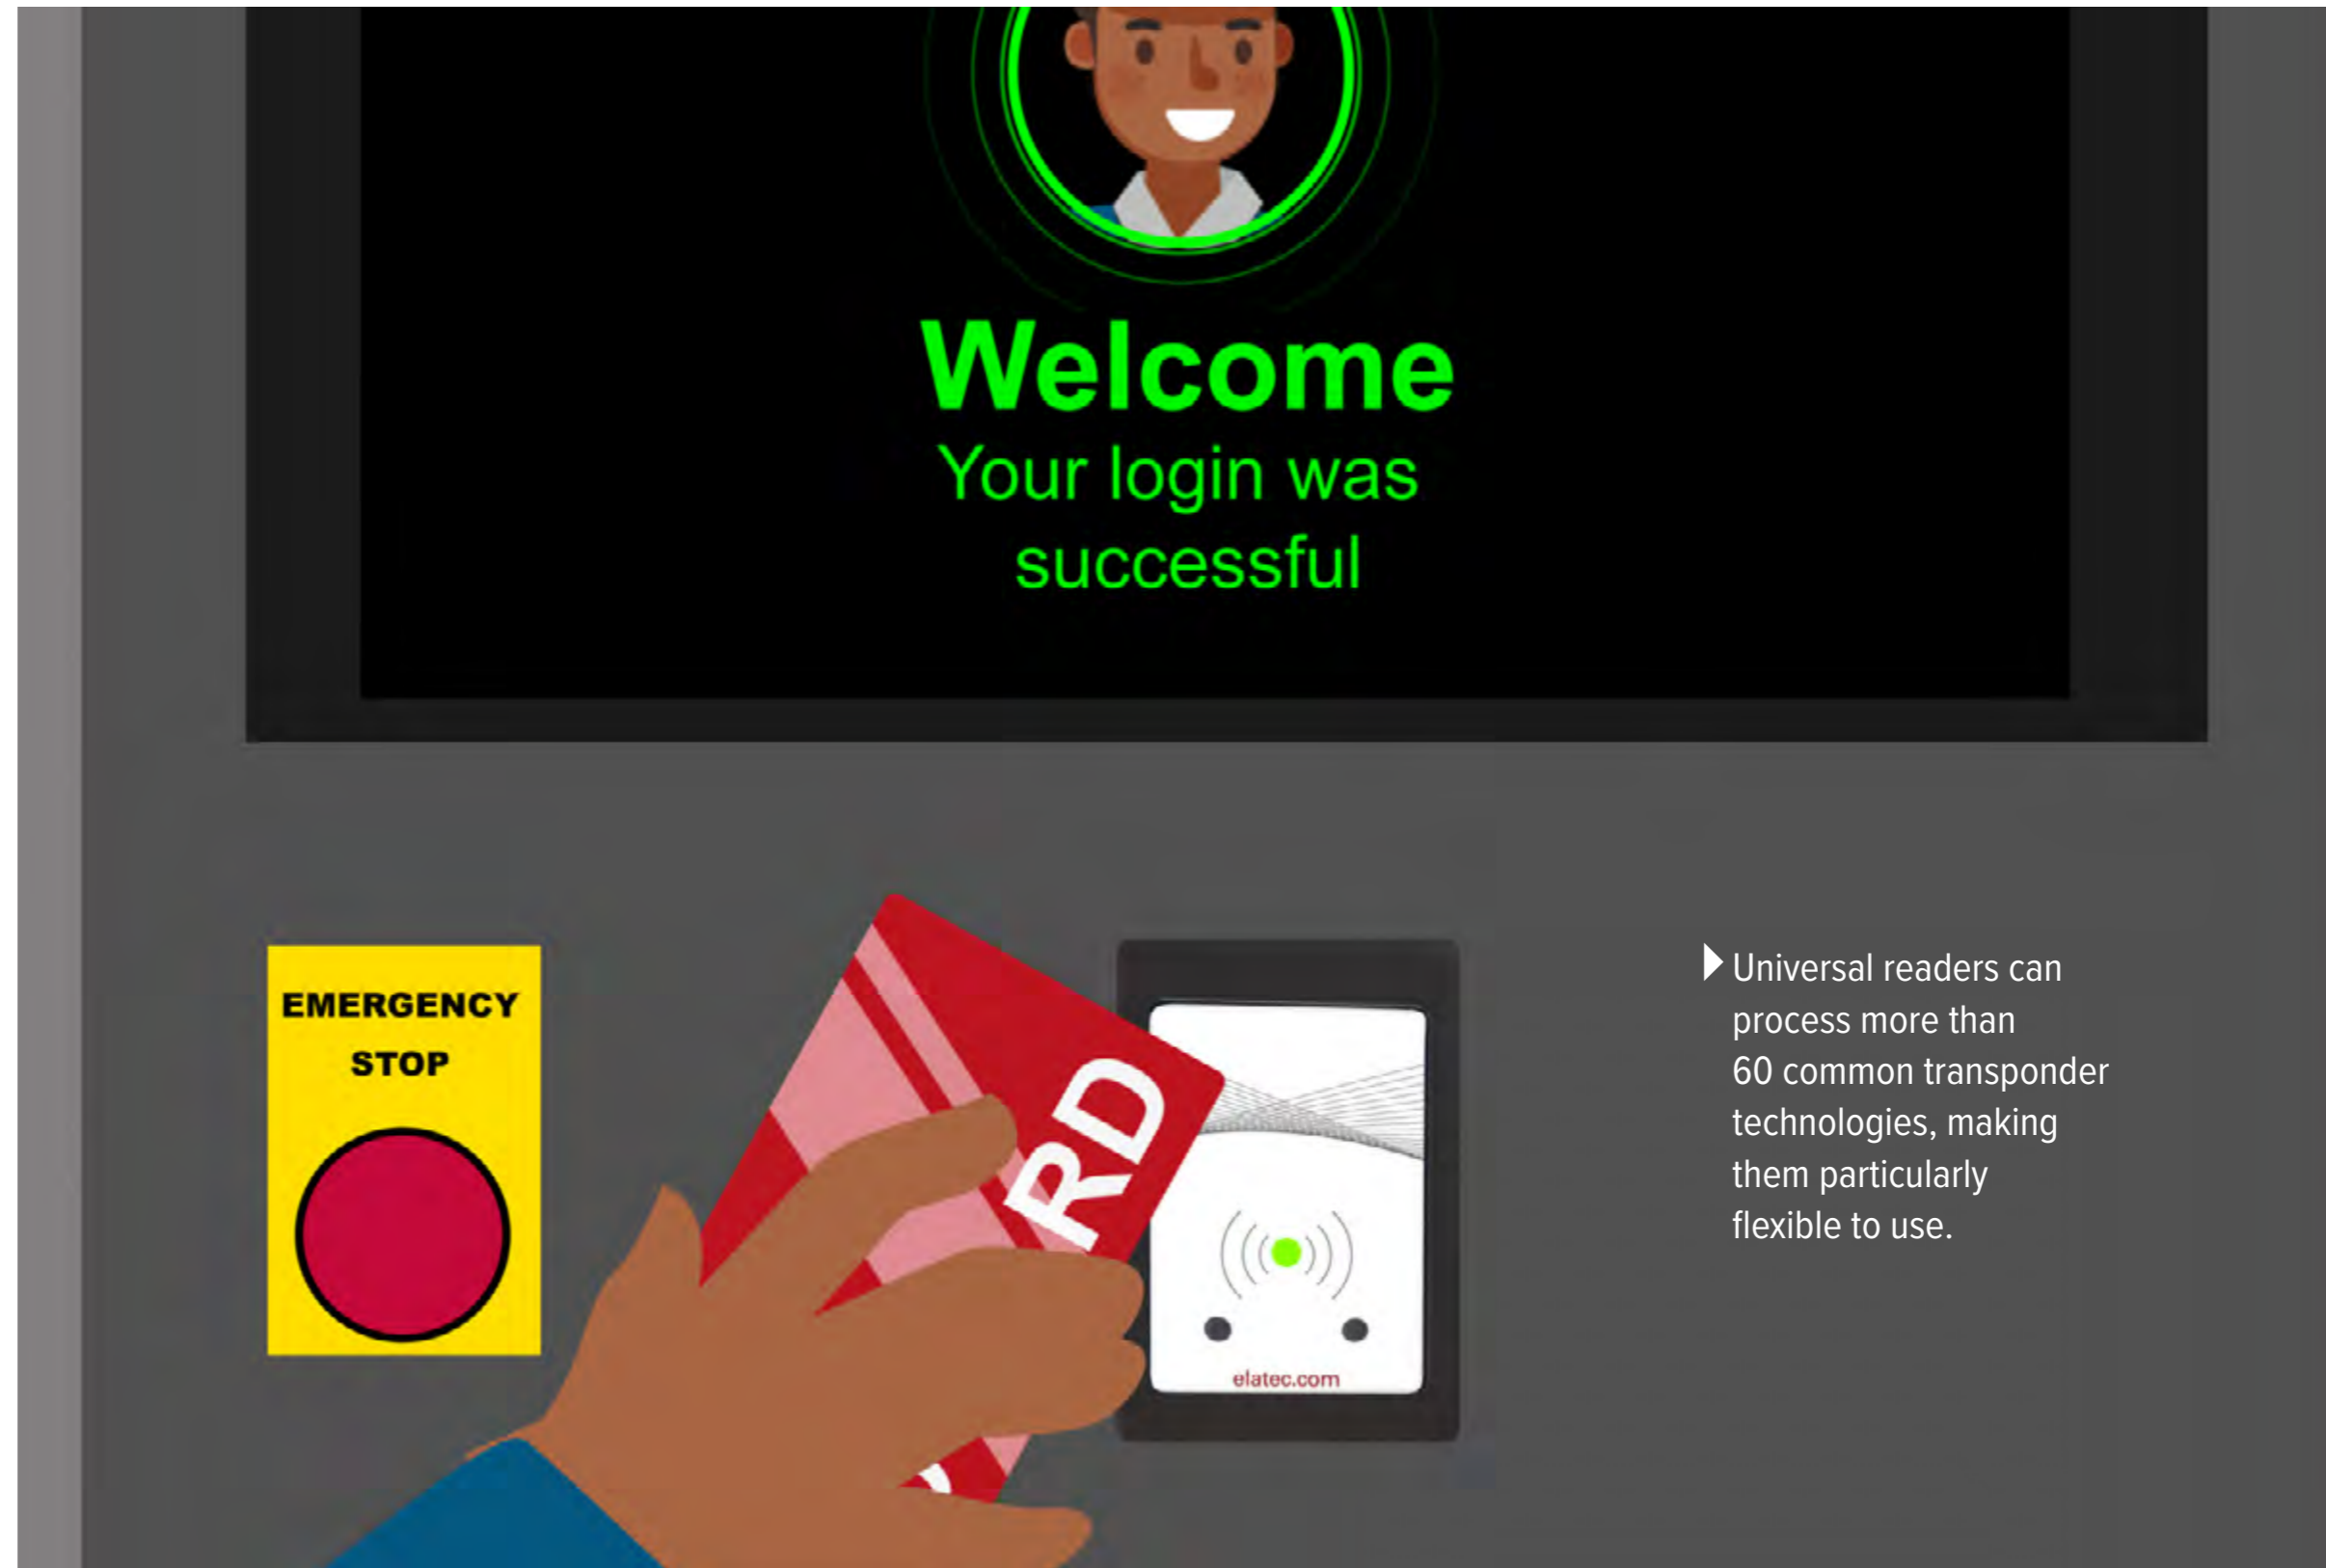 Welcome
Your login was
successful
EMERGENCY
STOP
RD
elatec.com
Universal readers can
process more than
60 common transponder
technologies, making
them particularly
flexible to use.